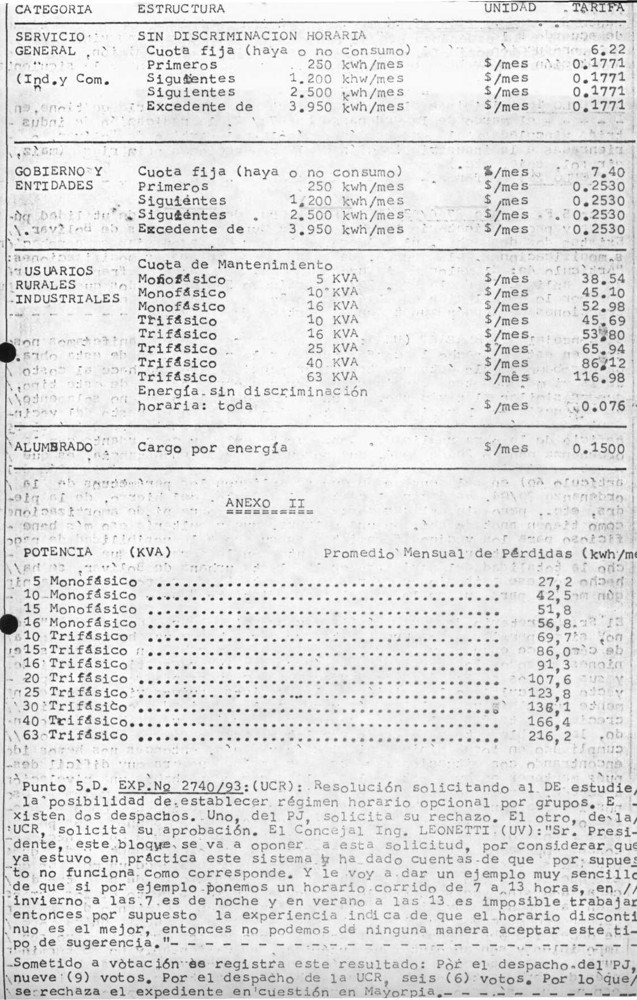 CATEGORIA ESTRUCTURA UNIDAD TARIFA
SERVICIO SIN DISCRIMINACION HORARIA
GENERAL Cuota fija (haya o no consumo) 6.22
Primeros 250 kwh/mes $/mes 0.1771
(Ind.y Com. Siguientes 1.200 khw/mes $/mes 0.1771
Siguientes 2.500 kwh/mes " 0.1771
Excedente de 3.950 kwh/mes $/mes 0.1771
GOBIERNO Y Cuota fija (haya o no consumo) $/mes 7.40
ENTIDADES Primeros 250 kwh/mes $/mes 0.2530
Siguientes 1.200 kwh/mes $/mes 0.2530
Siguientes 2.500 kwh/mes $/mes 0.2530
Excedente de 3.950 kwh/mes $/mes 0.2530
USUARIOS Cuota de Mantenimiento
RURALES Monofásico 5 KVA $/mes 38.54
INDUSTRIALES Monofásico 10 KVA $/mes 45.10
Monofásico 16 KVA $/mes 52.98
Trifásico 10 KVA $/mes 45.69
Trifásico 16 KVA $/mes 53.80
Trifásico 25 KVA $/mes 65.94
Trifásico 40 KVA $/mes 86.12
Trifásico 63 KVA $/mes 116.98
Energía sin discriminación
horaria: toda $/mes 0.076
ALUMBRADO Cargo por energía $/mes 0.1500
ANEXO II
==========
POTENCIA (KVA) Promedio Mensual de Pérdidas (kwh/me
5 Monofásico ........................................ 27,2
10 Monofásico ........................................ 42,5
15 Monofásico ........................................ 51,8
16 Monofásico ........................................ 56,8
10 Trifásico ........................................ 69,7
15 Trifásico ........................................ 86,0
16 Trifásico ........................................ 91,3
20 Trifásico ........................................ 107,6
25 Trifásico ........................................ 123,8
30 Trifásico ........................................ 136,1
40 Trifásico ........................................ 166,4
63 Trifásico ........................................ 216,2
Punto 5.D. EXP.Nº 2740/93:(UCR): Resolución solicitando al DE estudie/
la posibilidad de establecer régimen horario opcional por grupos. E -
xisten dos despachos. Uno, del PJ, solicita su rechazo. El otro, de la/
UCR, solicita su aprobación. El Concejal Ing. LEONETTI (UV):"Sr. Presi-
dente, este bloque se va a oponer a esta solicitud, por considerar que
ya estuvo en práctica este sistema y ha dado cuentas de que por supues
to no funciona como corresponde. Y le voy a dar un ejemplo muy sencillo
de que si por ejemplo ponemos un horario corrido de 7 a 13 horas, en //
invierno a las 7 es de noche y en verano a las 13 es imposible trabajar
entonces por supuesto la experiencia indica de que el horario disconti
nuo es el mejor, entonces no podemos de ninguna manera aceptar este ti-
po de sugerencia."- - - - - - - - - - - - - - - - - - - - - - - -
Sometido a votación se registra este resultado: Por el despacho del PJ,
nueve (9) votos. Por el despacho de la UCR, seis (6) votos. Por lo que/
se rechaza el expediente en cuestión en Mayorpia.- - - - - - - - - -